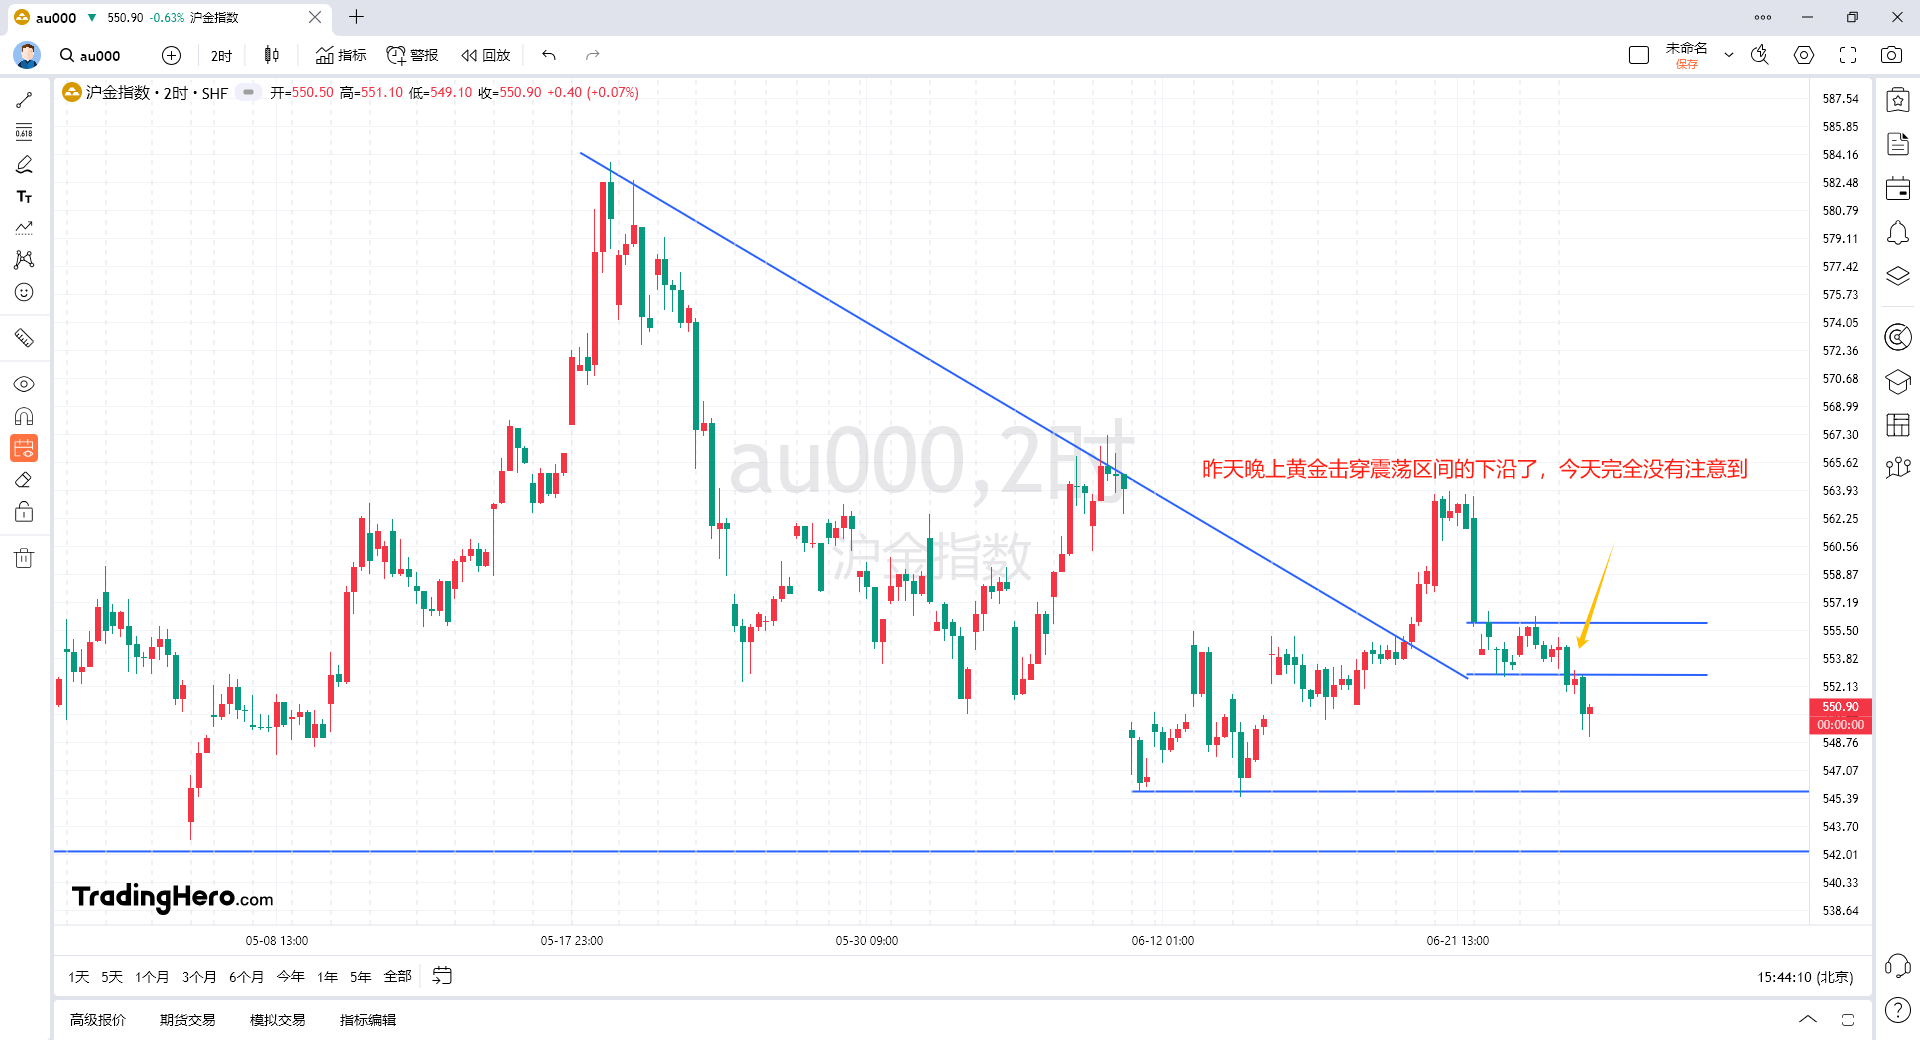 au000 ▼ 550.90 -0.63% 沪金指数
au000 2时 指标 警报 回放 未命名
保存
沪金指数 · 2时 · SHF 开=550.50 高=551.10 低=549.10 收=550.90 +0.40 (+0.07%)
0.618
TT
587.54
585.85
584.16
582.48
580.79
579.11
577.42
575.73
574.05
572.36
570.68
568.99
567.30
565.62
563.93
562.25
560.56
558.87
557.19
555.50
553.82
552.13
550.90
00:00:00
548.76
547.07
545.39
543.70
542.01
540.33
538.64
au000,2时
沪金指数
昨天晚上黄金击穿震荡区间的下沿了，今天完全没有注意到
TradingHero.com
05-08 13:00 05-17 23:00 05-30 09:00 06-12 01:00 06-21 13:00
1天 5天 1个月 3个月 6个月 今年 1年 5年 全部 15:44:10 (北京)
高级报价 期货交易 模拟交易 指标编辑